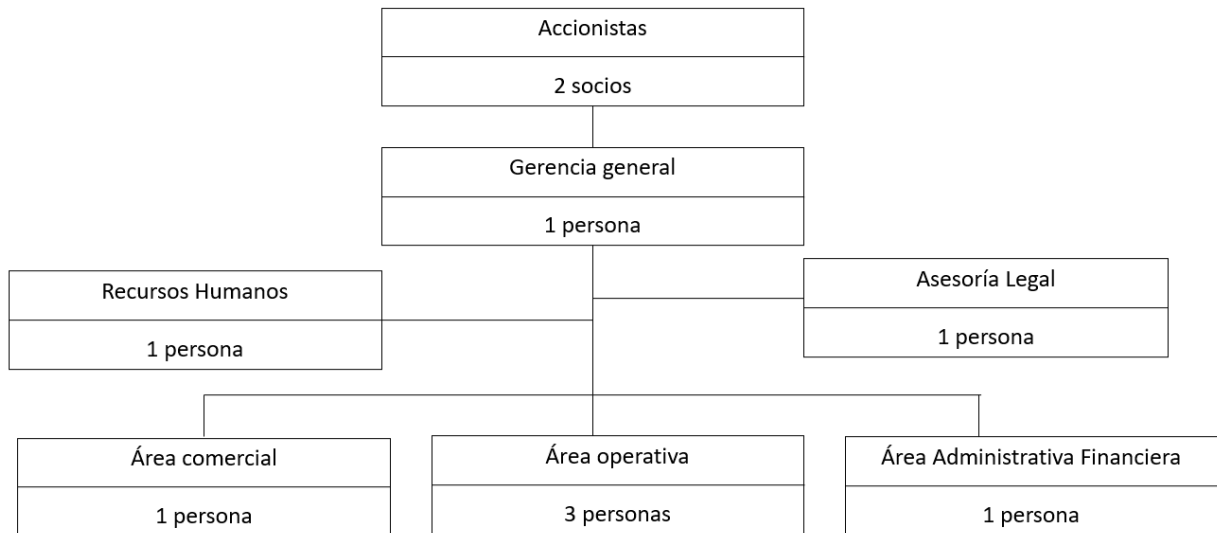 Accionistas
2 socios
Gerencia general
1 persona
Recursos Humanos
1 persona
Asesoría Legal
1 persona
Área comercial
1 persona
Área operativa
3 personas
Área Administrativa Financiera
1 persona